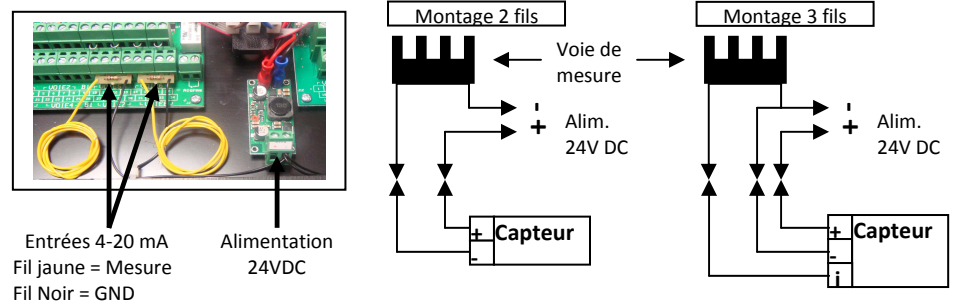 Montage 2 fils
Montage 3 fils
Voie de
mesure
-
+
Alim.
24V DC
-
+
Alim.
24V DC
+
-
Capteur
+
-
i
Capteur
Entrées 4-20 mA
Fil jaune = Mesure
Fil Noir = GND
Alimentation
24VDC